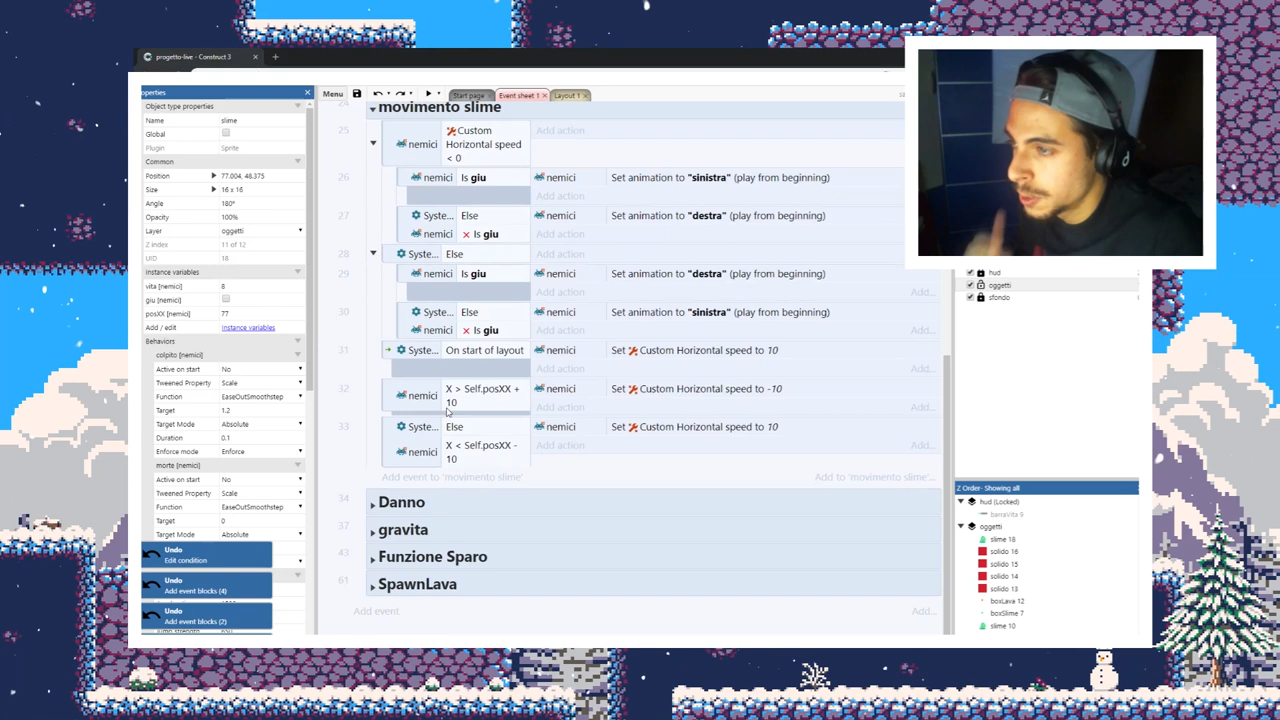 progetto-live - Construct 3
operties
Menu
Start page
Event sheet 1
Layout 1
Object type properties
Name slime
Global
Plugin Sprite
Common
Position 77.004, 48.375
Size 16 x 16
Angle 180°
Opacity 100%
Layer oggetti
Z index 11 of 12
UID 18
Instance variables
vita [nemici] 8
giu [nemici]
posXX [nemici] 77
Add / edit Instance variables
Behaviors
colpito [nemici]
Active on start No
Tweened Property Scale
Function EaseOutSmoothstep
Target 1.2
Target Mode Absolute
Duration 0.1
Enforce mode Enforce
morte [nemici]
Active on start No
Tweened Property Scale
Function EaseOutSmoothstep
Target 0
Target Mode Absolute
Undo
Edit condition
Undo
Add event blocks (4)
Undo
Add event blocks (2)
24 movimento slime
25 nemici Custom Horizontal speed < 0 Add action
26 nemici Is giu nemici Set animation to "sinistra" (play from beginning)
Add action
27 Syste... Else nemici Set animation to "destra" (play from beginning)
nemici Is giu Add action
28 Syste... Else Add action
29 nemici Is giu nemici Set animation to "destra" (play from beginning)
Add action Add...
30 Syste... Else nemici Set animation to "sinistra" (play from beginning)
nemici Is giu Add action Add...
31 Syste... On start of layout nemici Set Custom Horizontal speed to 10
Add action Add...
32 nemici X > Self.posXX + 10 nemici Set Custom Horizontal speed to -10
Add action Add...
33 Syste... Else nemici Set Custom Horizontal speed to 10
nemici X < Self.posXX - 10 Add action Add...
Add event to 'movimento slime' Add to 'movimento slime'...
34 Danno
37 gravita
43 Funzione Sparo
61 SpawnLava
Add event Add...
hud
oggetti 4
sfondo 0
Z Order- Showing all
hud (Locked)
barraVita 9
oggetti
slime 18
solido 16
solido 15
solido 14
solido 13
boxLava 12
boxSlime 7
slime 10